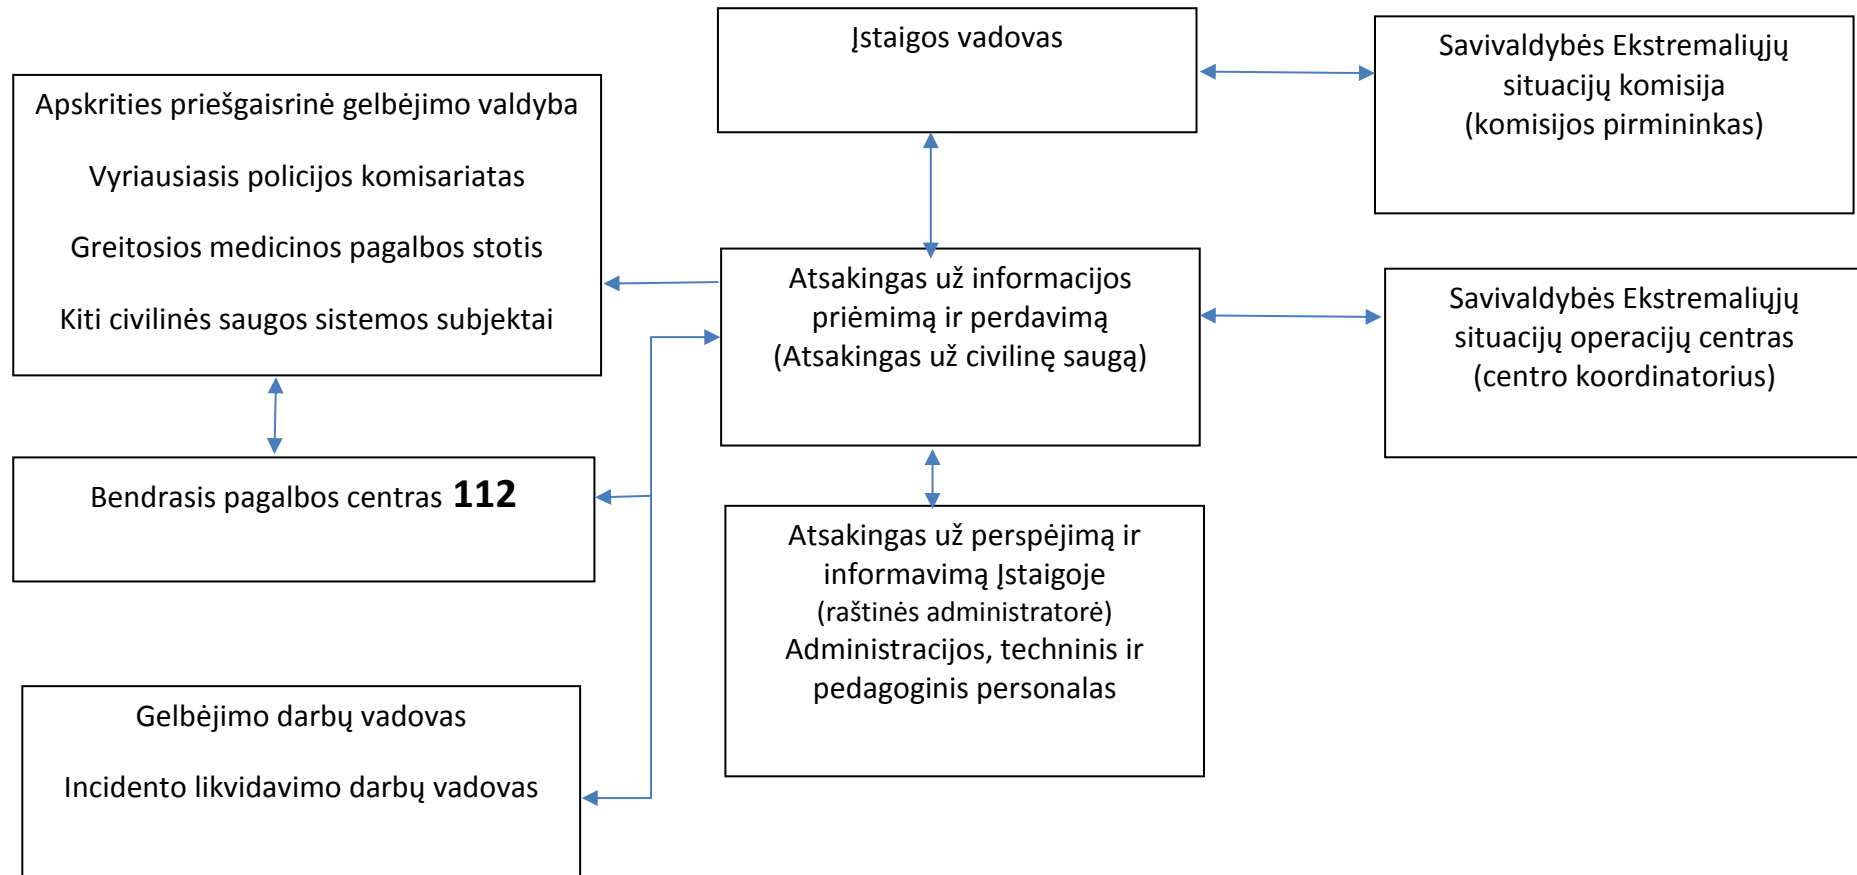 Įstaigos vadovas
Savivaldybės Ekstremaliųjų
situacijų komisija
(komisijos pirmininkas)
Apskrities priešgaisrinė gelbėjimo valdyba
Vyriausiasis policijos komisariatas
Greitosios medicinos pagalbos stotis
Kiti civilinės saugos sistemos subjektai
Atsakingas už informacijos
priėmimą ir perdavimą
(Atsakingas už civilinę saugą)
Savivaldybės Ekstremaliųjų
situacijų operacijų centras
(centro koordinatorius)
Bendrasis pagalbos centras 112
Atsakingas už perspėjimą ir
informavimą Įstaigoje
(raštinės administratorė)
Administracijos, techninis ir
pedagoginis personalas
Gelbėjimo darbų vadovas
Incidento likvidavimo darbų vadovas